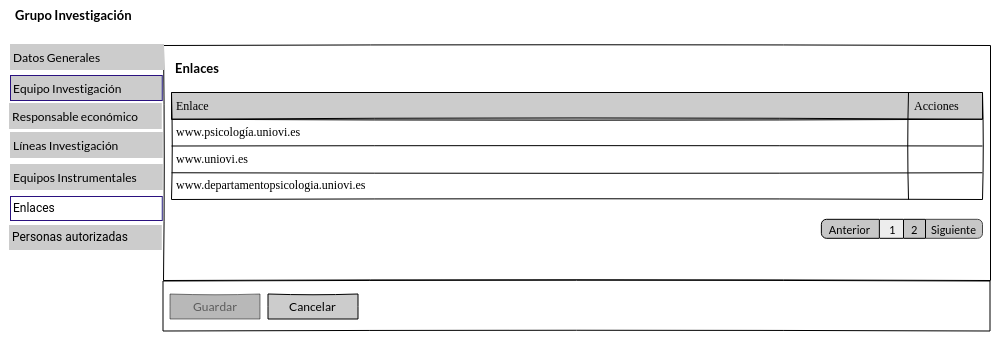 Grupo Investigación
Datos Generales
Equipo Investigación
Responsable económico
Líneas Investigación
Equipos Instrumentales
Enlaces
Personas autorizadas
Enlaces
Enlace Acciones
www.psicología.uniovi.es
www.uniovi.es
www.departamentopsicologia.uniovi.es
Anterior 1 2 Siguiente
Guardar Cancelar